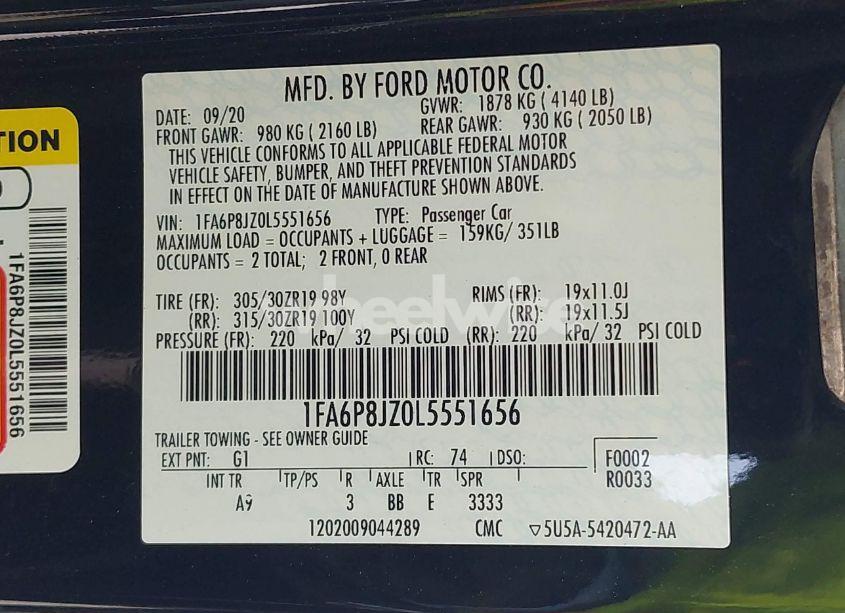 MFD. BY FORD MOTOR CO.
DATE: 09/20 GVWR: 1878 KG ( 4140 LB)
FRONT GAWR: 980 KG ( 2160 LB) REAR GAWR: 930 KG ( 2050 LB)
THIS VEHICLE CONFORMS TO ALL APPLICABLE FEDERAL MOTOR
VEHICLE SAFETY, BUMPER, AND THEFT PREVENTION STANDARDS
IN EFFECT ON THE DATE OF MANUFACTURE SHOWN ABOVE.
VIN: 1FA6P8JZ0L5551656 TYPE: Passenger Car
MAXIMUM LOAD = OCCUPANTS + LUGGAGE = 159KG/ 351LB
OCCUPANTS = 2 TOTAL; 2 FRONT, 0 REAR
TIRE (FR): 305/30ZR19 98Y RIMS (FR): 19x11.0J
(RR): 315/30ZR19 100Y (RR): 19x11.5J
PRESSURE (FR): 220 kPa/ 32 PSI COLD (RR): 220 kPa/ 32 PSI COLD
1FA6P8JZ0L5551656
TRAILER TOWING - SEE OWNER GUIDE
EXT PNT: G1 RC: 74 DSO: F0002
INT TR TP/PS R AXLE TR SPR R0033
A9 3 BB E 3333
1202009044289 CMC ▽5U5A-5420472-AA
TION
1FA6P8JZ0L5551656
wheelwise